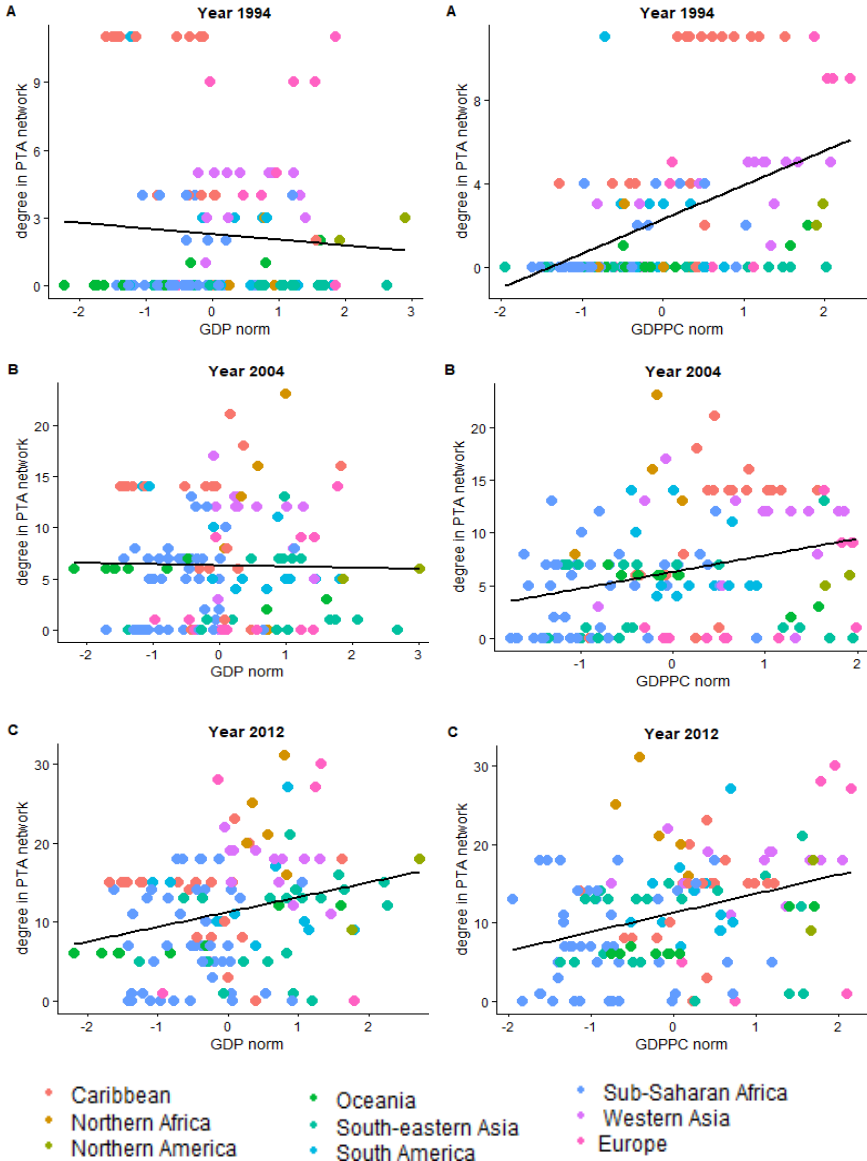 A Year 1994
degree in PTA network
9
6
3
0
-2 -1 0 1 2 3
GDP norm
A Year 1994
degree in PTA network
8
4
0
-2 -1 0 1 2
GDPPC norm
B Year 2004
degree in PTA network
20
15
10
5
0
-2 -1 0 1 2 3
GDP norm
B Year 2004
degree in PTA network
20
15
10
5
0
-1 0 1 2
GDPPC norm
C Year 2012
degree in PTA network
30
20
10
0
-2 -1 0 1 2
GDP norm
C Year 2012
degree in PTA network
30
20
10
0
-2 -1 0 1 2
GDPPC norm
Caribbean
Northern Africa
Northern America
Oceania
South-eastern Asia
South America
Sub-Saharan Africa
Western Asia
Europe